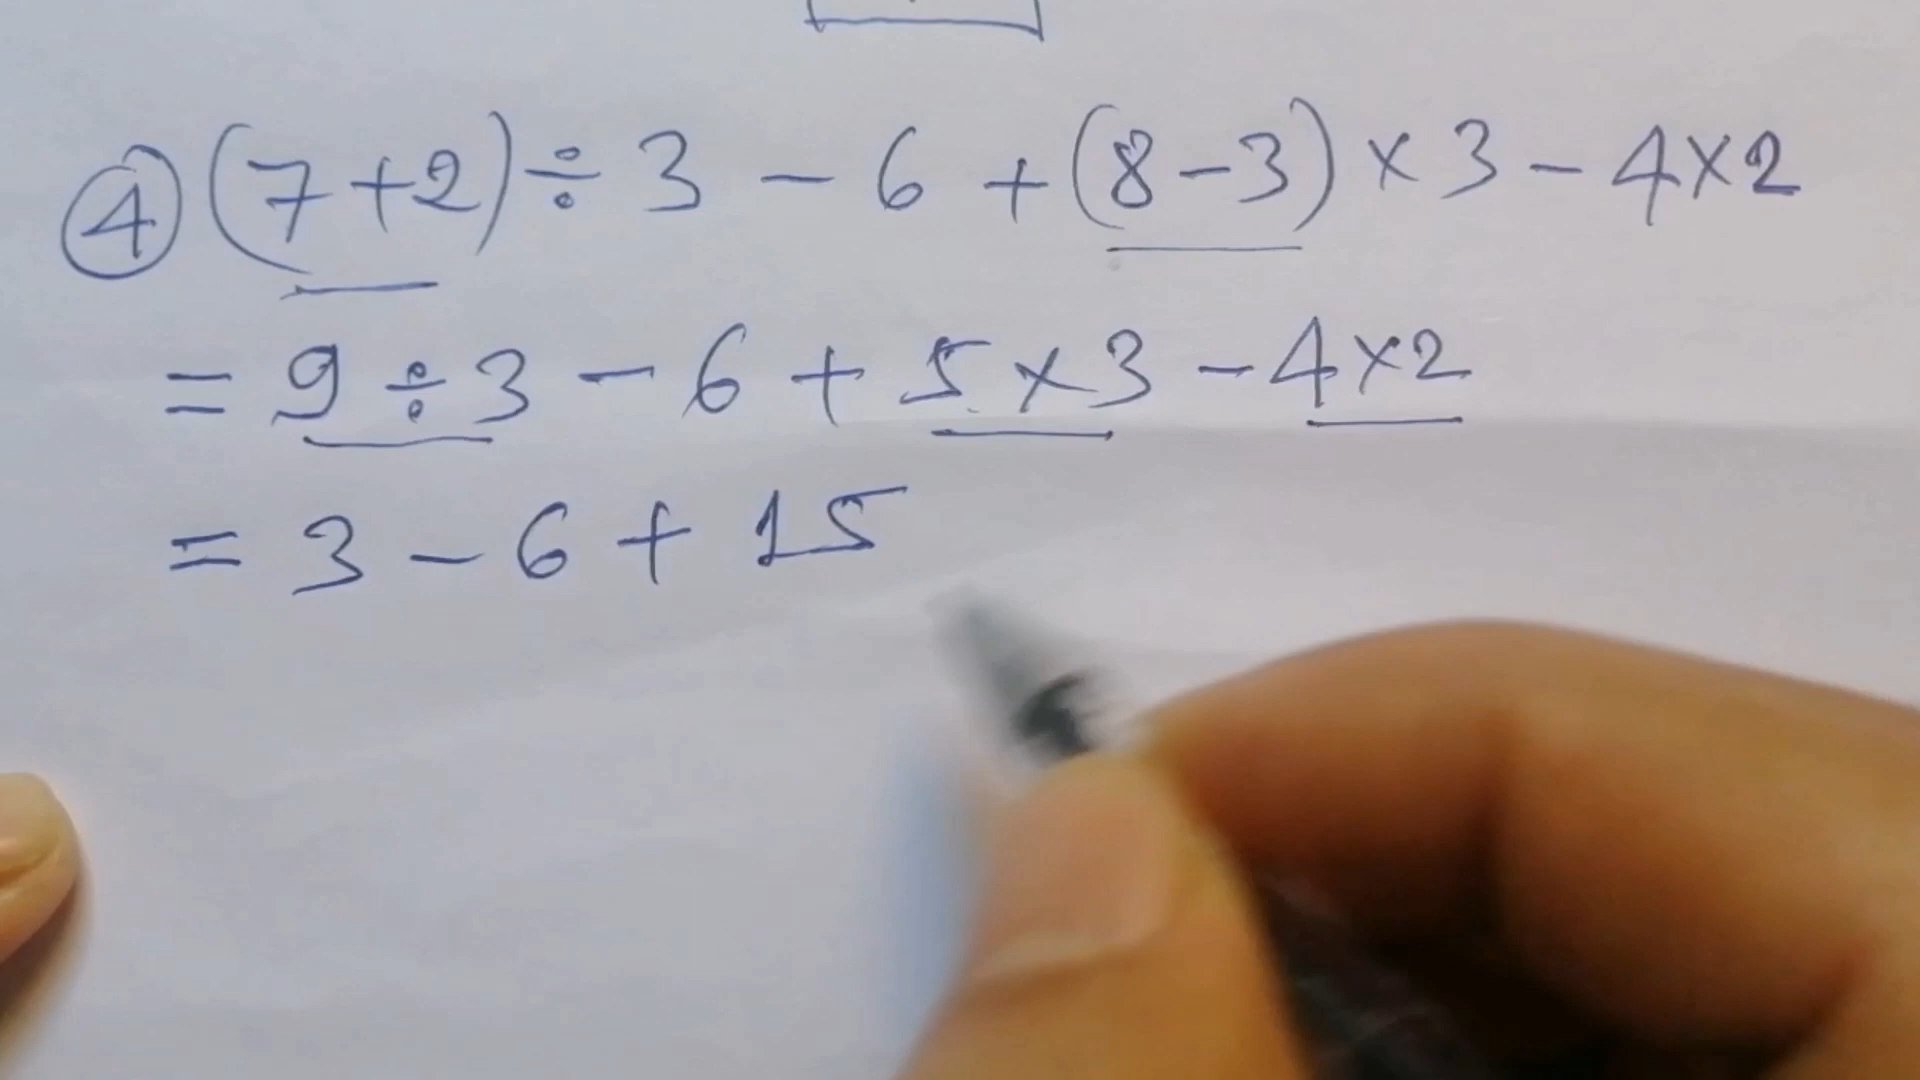 ④ (7+2)÷3 − 6 + (8−3)×3 − 4×2
= 9÷3 − 6 + 5×3 − 4×2
= 3 − 6 + 15